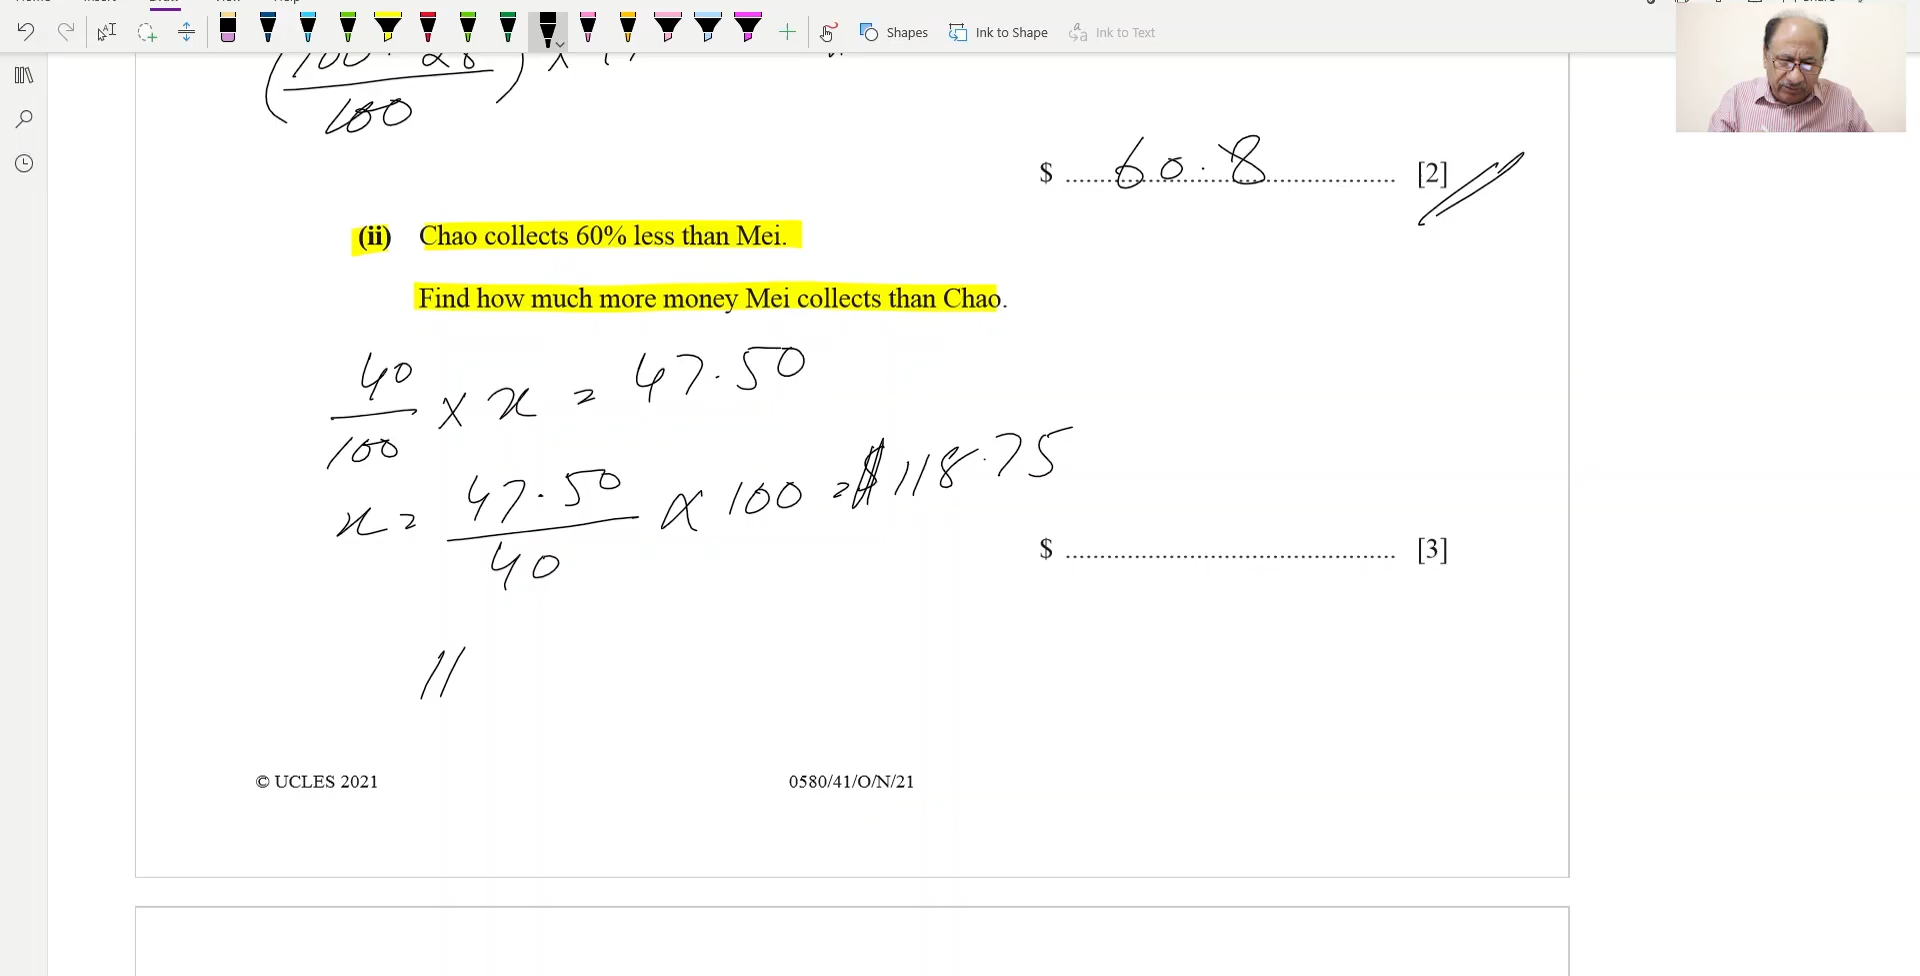 Shapes Ink to Shape Ink to Text
100
$ 60.8 [2]
(ii) Chao collects 60% less than Mei.
Find how much more money Mei collects than Chao.
40/100 × x = 47.50
x = 47.50/40 × 100 = $118.75
$ ........................................ [3]
11
© UCLES 2021 0580/41/O/N/21